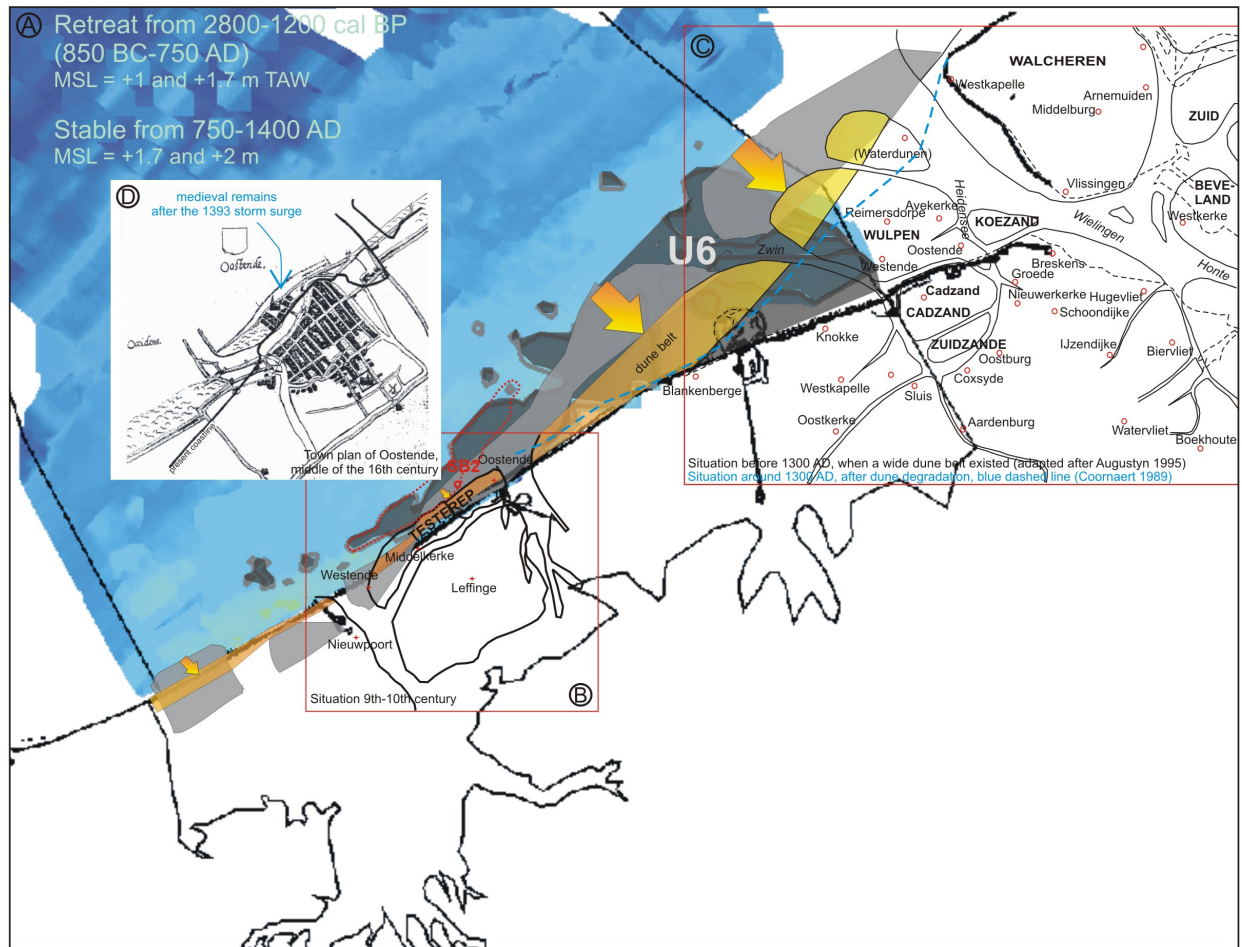 A
Retreat from 2800-1200 cal BP
(850 BC-750 AD)
MSL = +1 and +1.7 m TAW
Stable from 750-1400 AD
MSL = +1.7 and +2 m
D
medieval remains
after the 1393 storm surge
Oostende.
present coastline
Town plan of Oostende,
middle of the 16th century
C
WALCHEREN
Westkapelle
Arnemuiden
Middelburg
ZUID
(Waterdunen)
Vlissingen
BEVE-
LAND
Westkerke
Heidensee
Avekerke
Reimersdorpe
WULPEN
KOEZAND
Wielingen
Oostende
Honte
U6
Zwin
Westende
Breskens
Groede
Cadzand
CADZAND
Nieuwerkerke
Hugevliet
Schoondijke
Knokke
ZUIDZANDE
Oostburg
IJzendijke
Biervliet
dune belt
Blankenberge
Westkapelle
Coxsyde
Sluis
Oostkerke
Aardenburg
Watervliet
Boekhoute
Situation before 1300 AD, when a wide dune belt existed (adapted after Augustyn 1995)
Situation around 1300 AD, after dune degradation, blue dashed line (Coornaert 1989)
SB2
Oostende
TESTEREP
Middelkerke
Westende
Leffinge
Nieuwpoort
Situation 9th-10th century
B